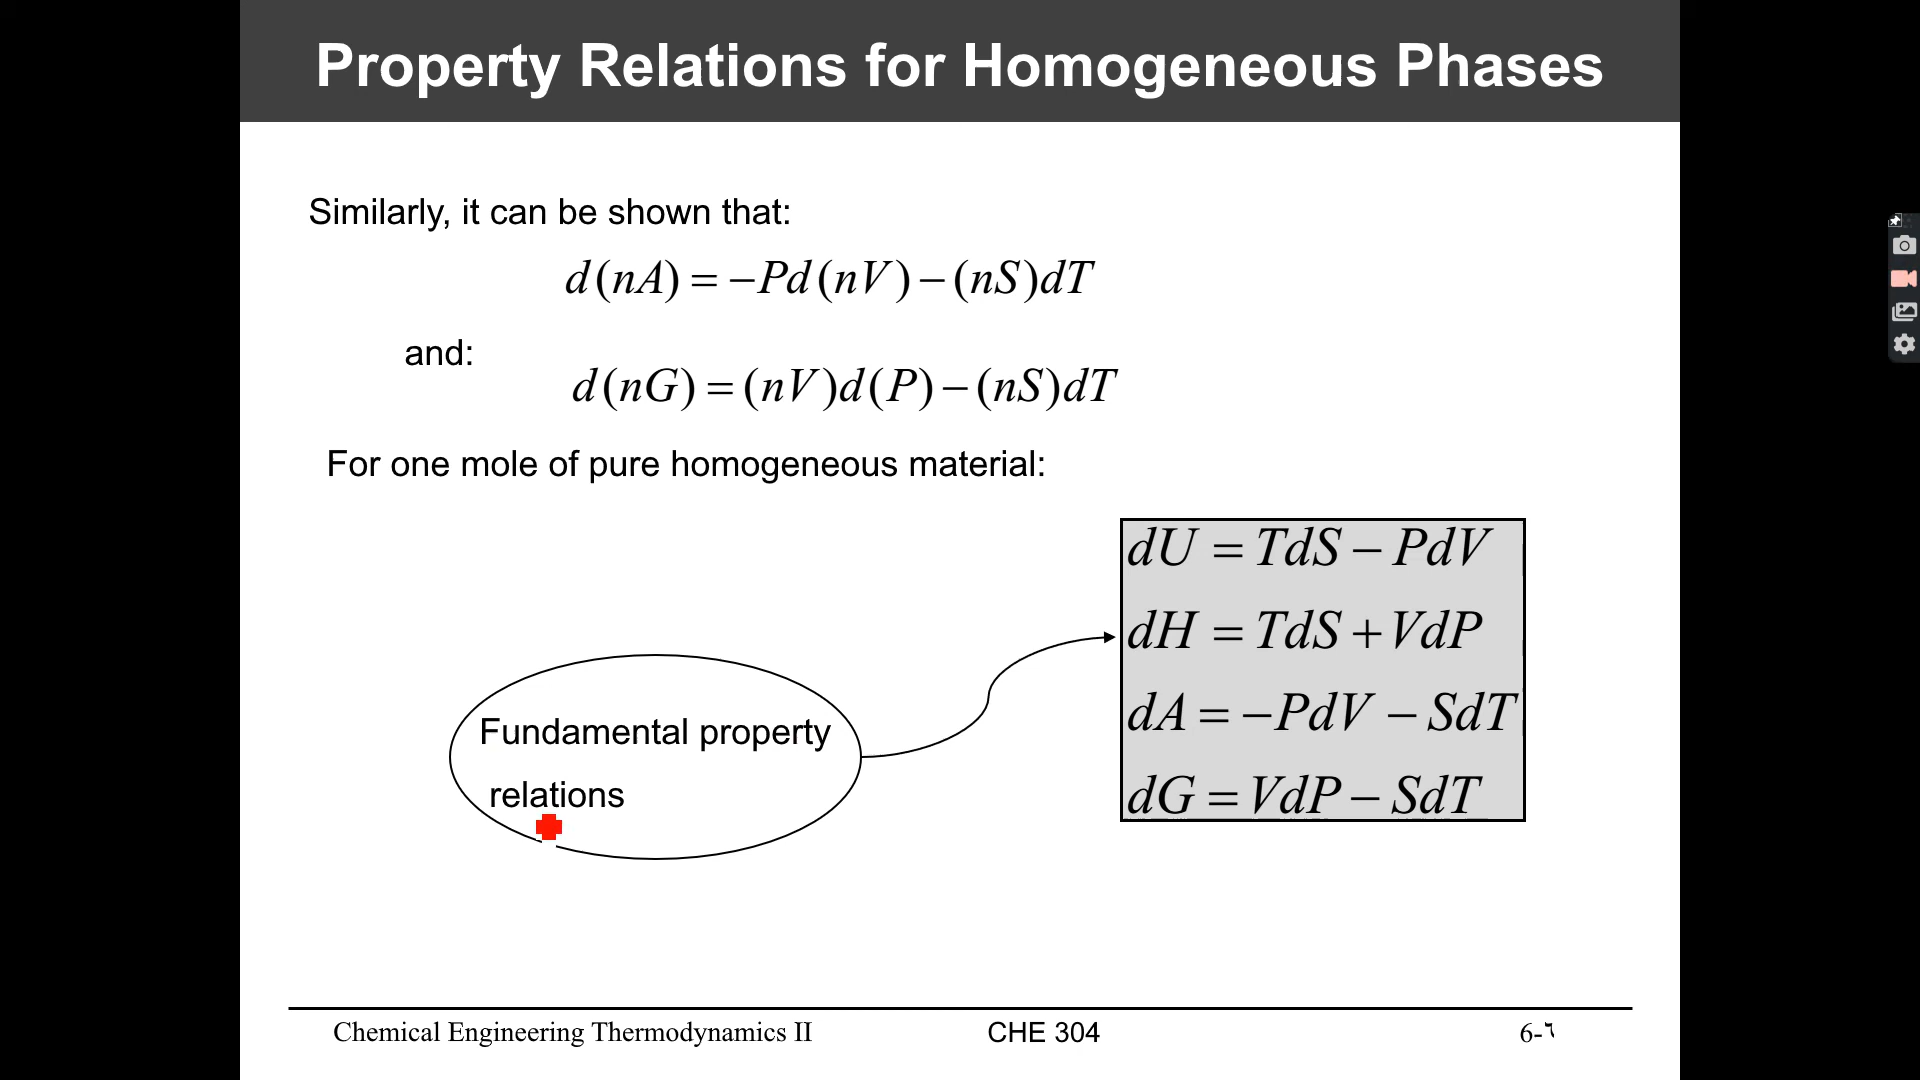 Property Relations for Homogeneous Phases
Similarly, it can be shown that:
d(nA) = −Pd(nV) − (nS)dT
and:
d(nG) = (nV)d(P) − (nS)dT
For one mole of pure homogeneous material:
dU = TdS − PdV
dH = TdS + VdP
dA = −PdV − SdT
dG = VdP − SdT
Fundamental property
relations
Chemical Engineering Thermodynamics II CHE 304 6-٦